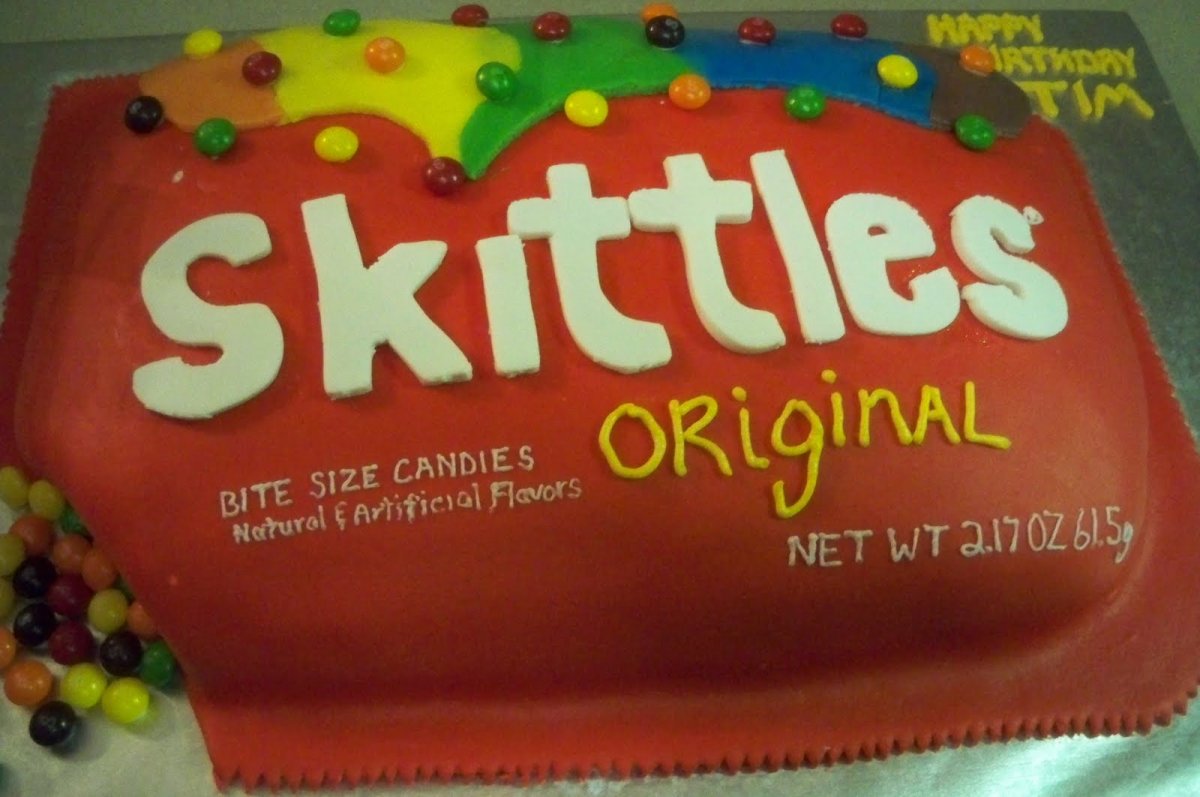 HAPPY
BIRTHDAY
TIM
Skittles
ORiginAL
BITE SIZE CANDIES
Natural & Artificial Flavors
NET WT 2.17 OZ 61.5g